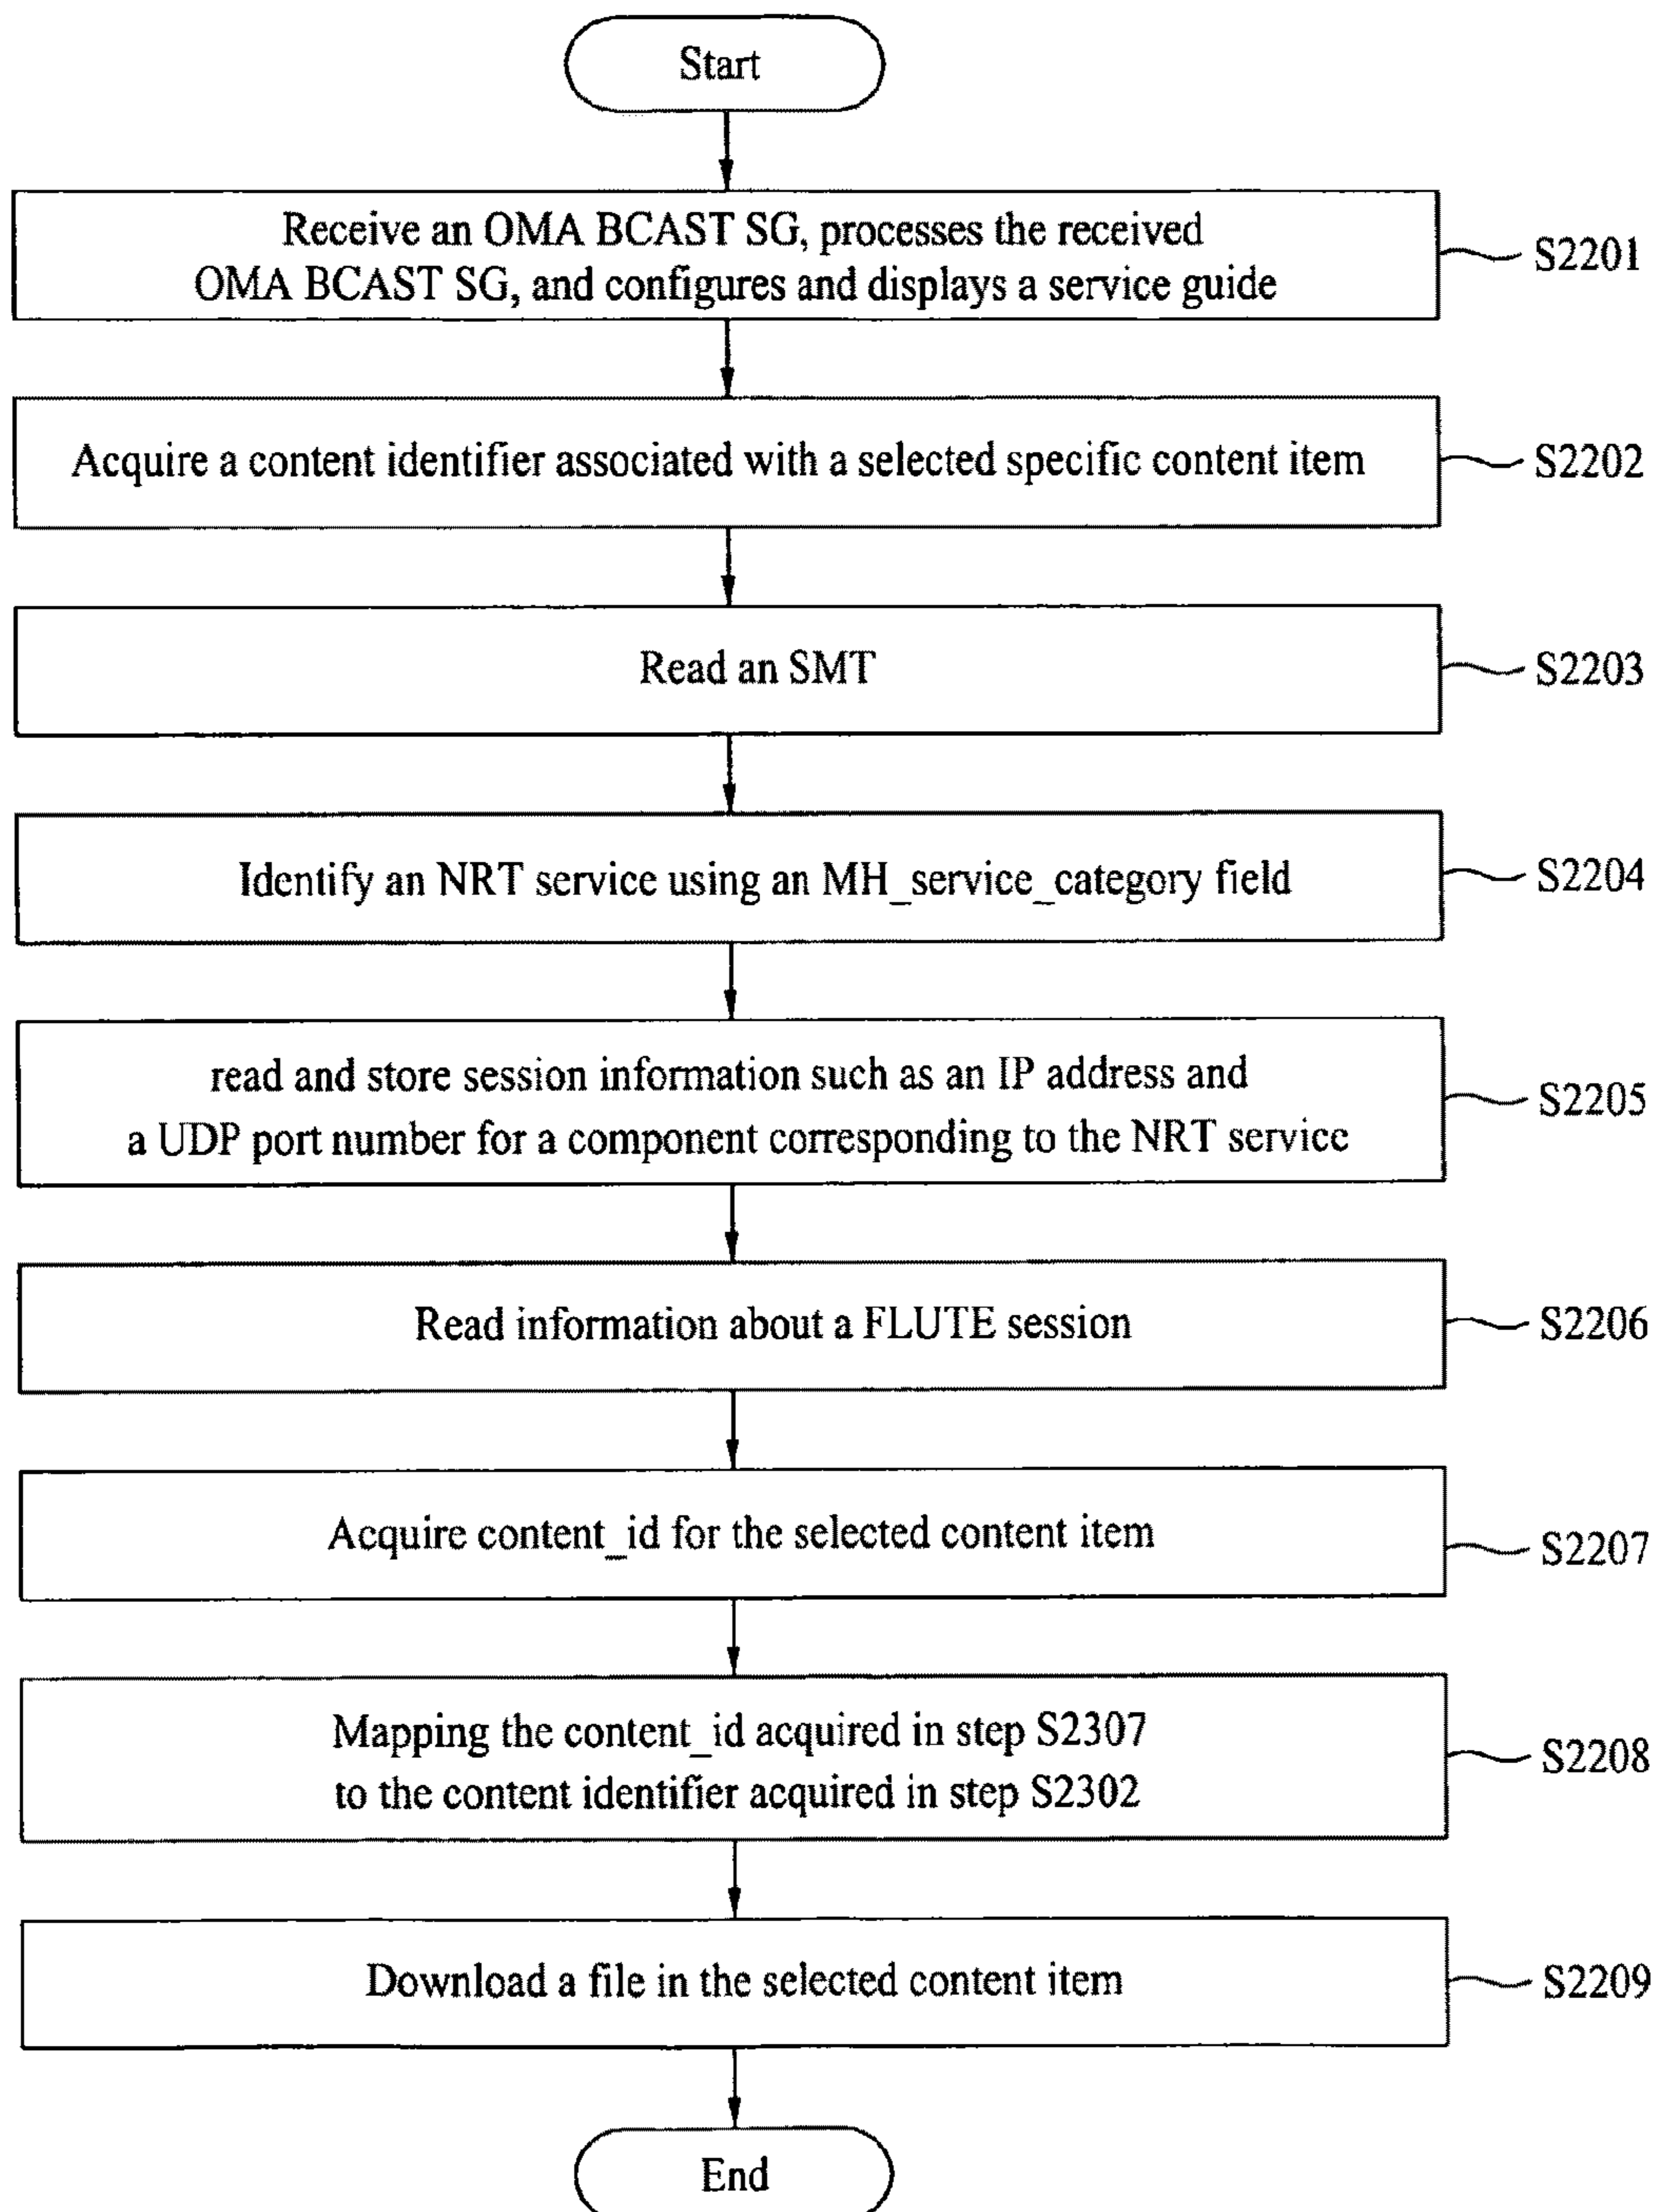 Start
Receive an OMA BCAST SG, processes the received
OMA BCAST SG, and configures and displays a service guide
S2201
Acquire a content identifier associated with a selected specific content item
S2202
Read an SMT
S2203
Identify an NRT service using an MH_service_category field
S2204
read and store session information such as an IP address and
a UDP port number for a component corresponding to the NRT service
S2205
Read information about a FLUTE session
S2206
Acquire content_id for the selected content item
S2207
Mapping the content_id acquired in step S2307
to the content identifier acquired in step S2302
S2208
Download a file in the selected content item
S2209
End